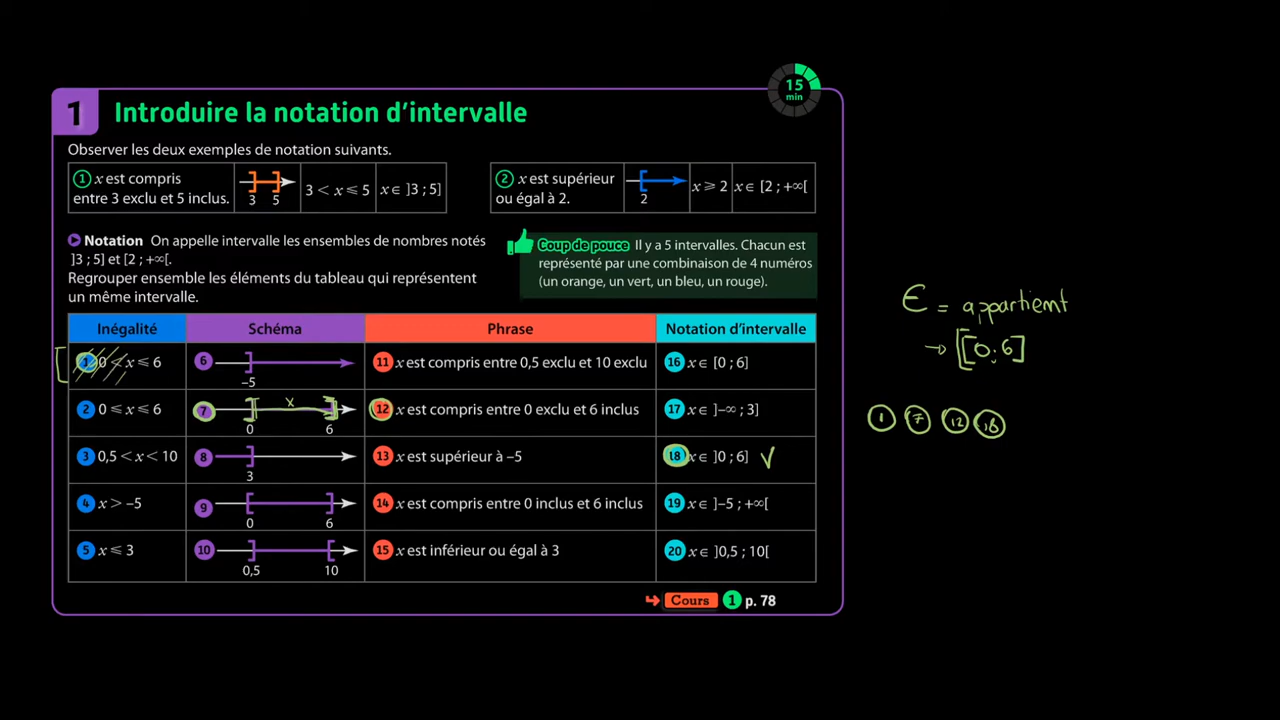 15
min
1 Introduire la notation d'intervalle
Observer les deux exemples de notation suivants.
1 x est compris
entre 3 exclu et 5 inclus.
3 5
3 < x ⩽ 5
x ∈ ]3 ; 5]
2 x est supérieur
ou égal à 2.
2
x ⩾ 2
x ∈ [2 ; +∞[
Notation On appelle intervalle les ensembles de nombres notés
]3 ; 5] et [2 ; +∞[.
Regrouper ensemble les éléments du tableau qui représentent
un même intervalle.
Coup de pouce Il y a 5 intervalles. Chacun est
représenté par une combinaison de 4 numéros
(un orange, un vert, un bleu, un rouge).
Inégalité Schéma Phrase Notation d'intervalle
1 0 < x ⩽ 6
6 –5
11 x est compris entre 0,5 exclu et 10 exclu
16 x ∈ [0 ; 6]
2 0 ⩽ x ⩽ 6
7 x 0 6
12 x est compris entre 0 exclu et 6 inclus
17 x ∈ ]–∞ ; 3]
3 0,5 < x < 10
8 3
13 x est supérieur à –5
18 x ∈ ]0 ; 6]
4 x > –5
9 0 6
14 x est compris entre 0 inclus et 6 inclus
19 x ∈ ]–5 ; +∞[
5 x ⩽ 3
10 0,5 10
15 x est inférieur ou égal à 3
20 x ∈ ]0,5 ; 10[
Cours 1 p. 78
∈ = appartient
→ [0;6]
1 7 12 18